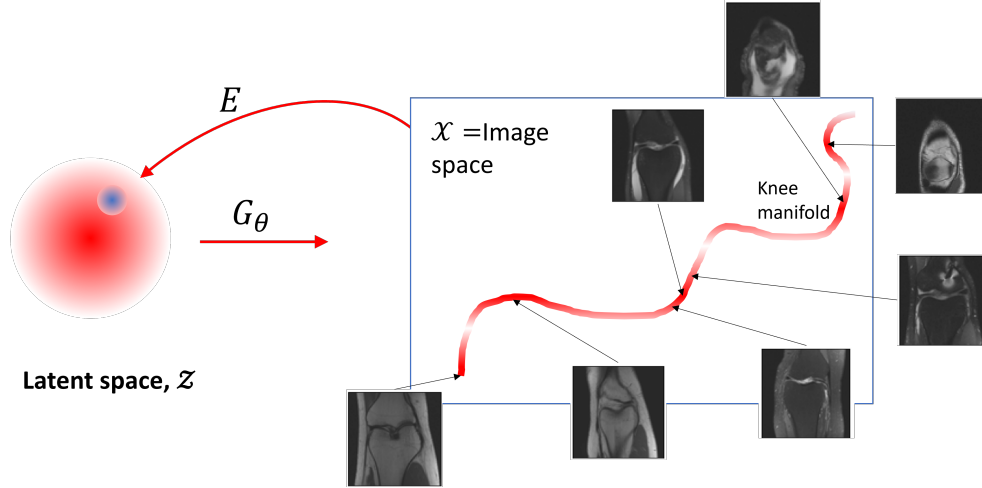 E
𝒳 =Image
space
G_θ
Knee
manifold
Latent space, 𝒵